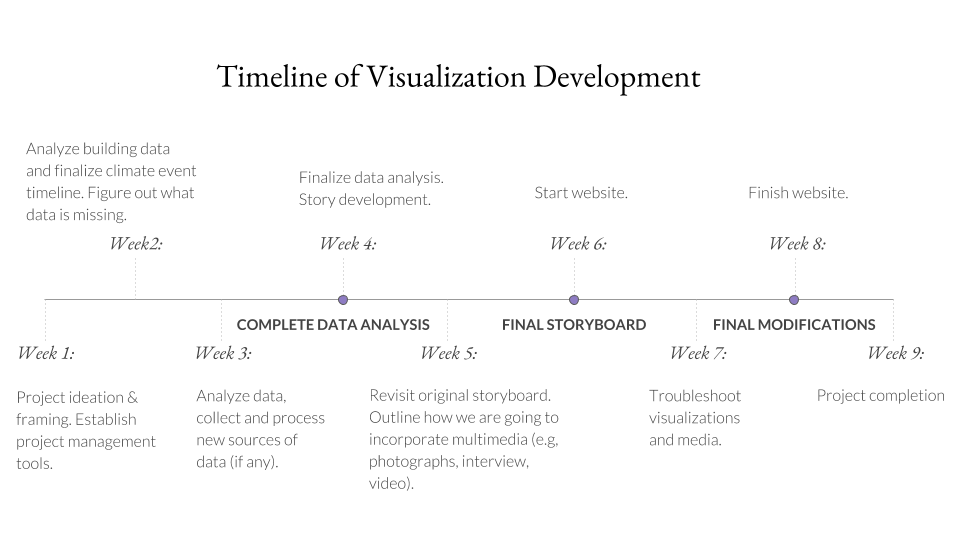 Timeline of Visualization Development
Analyze building data
and finalize climate event
timeline. Figure out what
data is missing.
Week2:
Finalize data analysis.
Story development.
Week 4:
Start website.
Week 6:
Finish website.
Week 8:
COMPLETE DATA ANALYSIS
FINAL STORYBOARD
FINAL MODIFICATIONS
Week 1:
Project ideation &
framing. Establish
project management
tools.
Week 3:
Analyze data,
collect and process
new sources of
data (if any).
Week 5:
Revisit original storyboard.
Outline how we are going to
incorporate multimedia (e.g,
photographs, interview,
video).
Week 7:
Troubleshoot
visualizations
and media.
Week 9:
Project completion